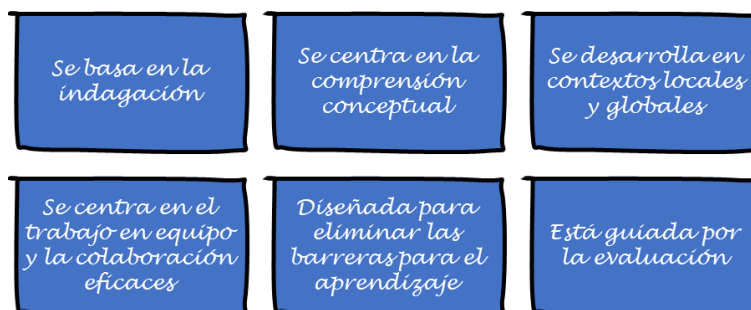 Se basa en la
indagación
Se centra en la
comprensión
conceptual
Se desarrolla en
contextos locales
y globales
Se centra en el
trabajo en equipo
y la colaboración
eficaces
Diseñada para
eliminar las
barreras para el
aprendizaje
Está guiada por
la evaluación